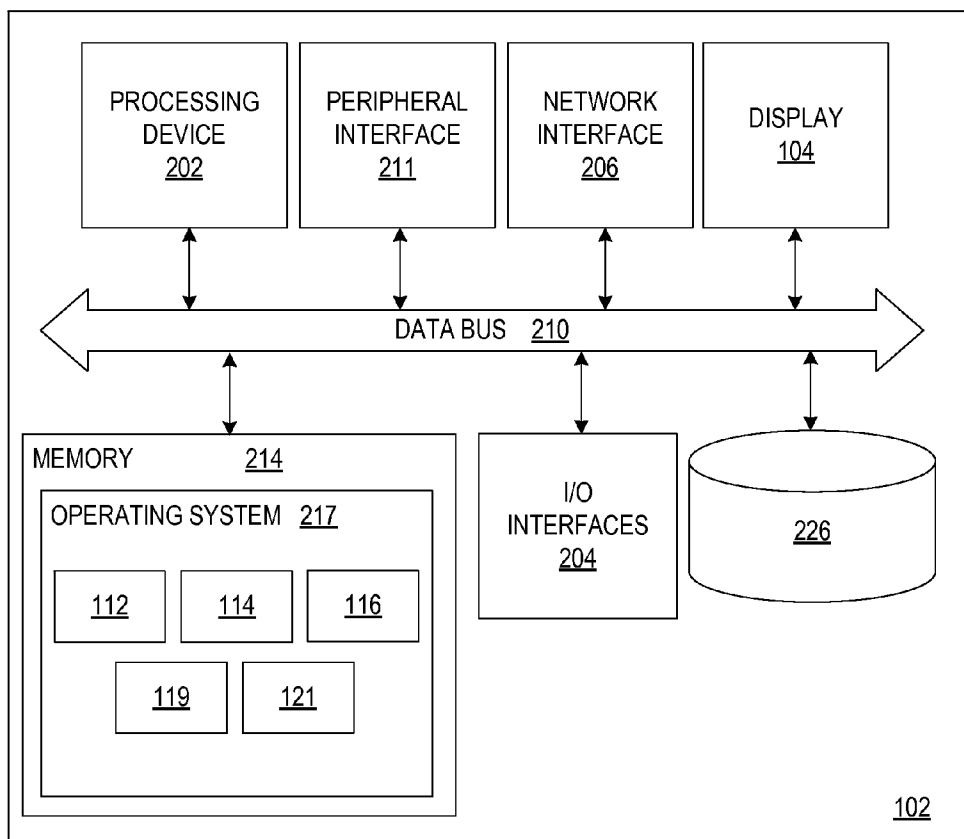 PROCESSING
DEVICE
202
PERIPHERAL
INTERFACE
211
NETWORK
INTERFACE
206
DISPLAY
104
DATA BUS 210
MEMORY 214
OPERATING SYSTEM 217
112 114 116
119 121
I/O
INTERFACES
204
226
102